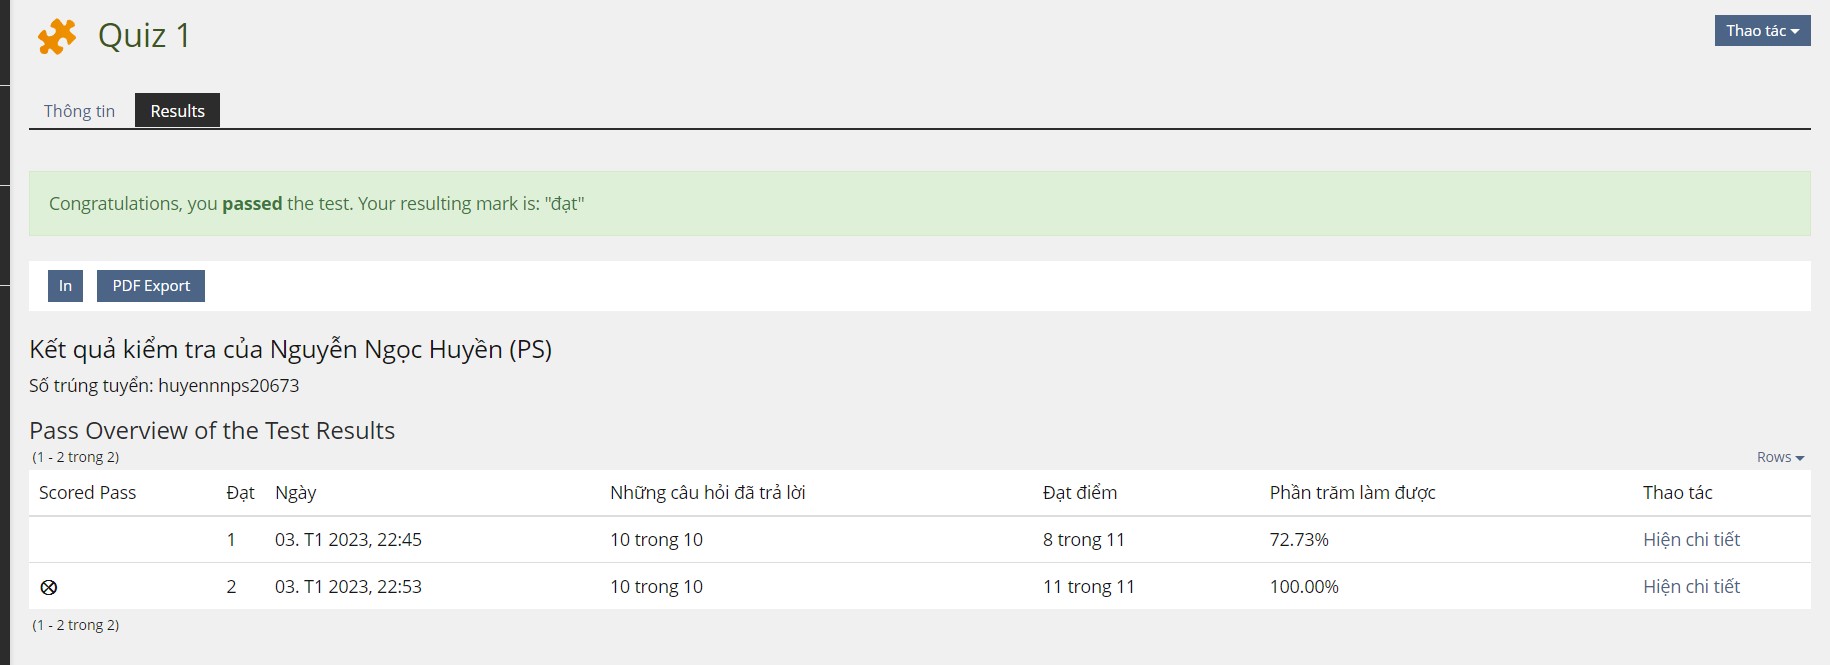 Quiz 1
Thao tác
Thông tin
Results
Congratulations, you passed the test. Your resulting mark is: "đạt"
In
PDF Export
Kết quả kiểm tra của Nguyễn Ngọc Huyền (PS)
Số trúng tuyển: huyennnps20673
Pass Overview of the Test Results
(1 - 2 trong 2)
Rows
Scored Pass Đạt Ngày Những câu hỏi đã trả lời Đạt điểm Phần trăm làm được Thao tác
1 03. T1 2023, 22:45 10 trong 10 8 trong 11 72.73% Hiện chi tiết
2 03. T1 2023, 22:53 10 trong 10 11 trong 11 100.00% Hiện chi tiết
(1 - 2 trong 2)